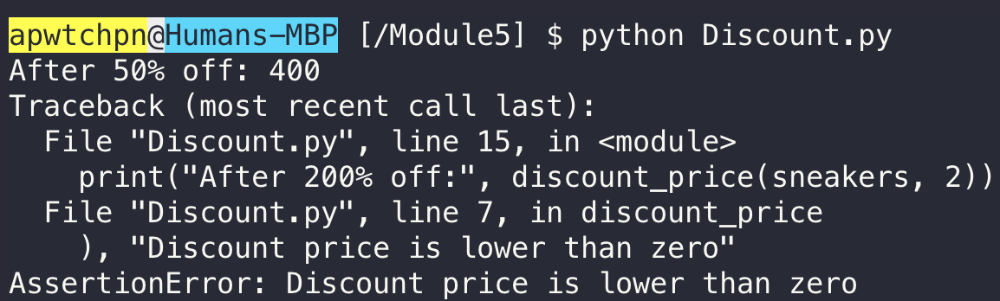 apwtchpn@Humans-MBP [/Module5] $ python Discount.py
After 50% off: 400
Traceback (most recent call last):
  File "Discount.py", line 15, in <module>
    print("After 200% off:", discount_price(sneakers, 2))
  File "Discount.py", line 7, in discount_price
    ), "Discount price is lower than zero"
AssertionError: Discount price is lower than zero